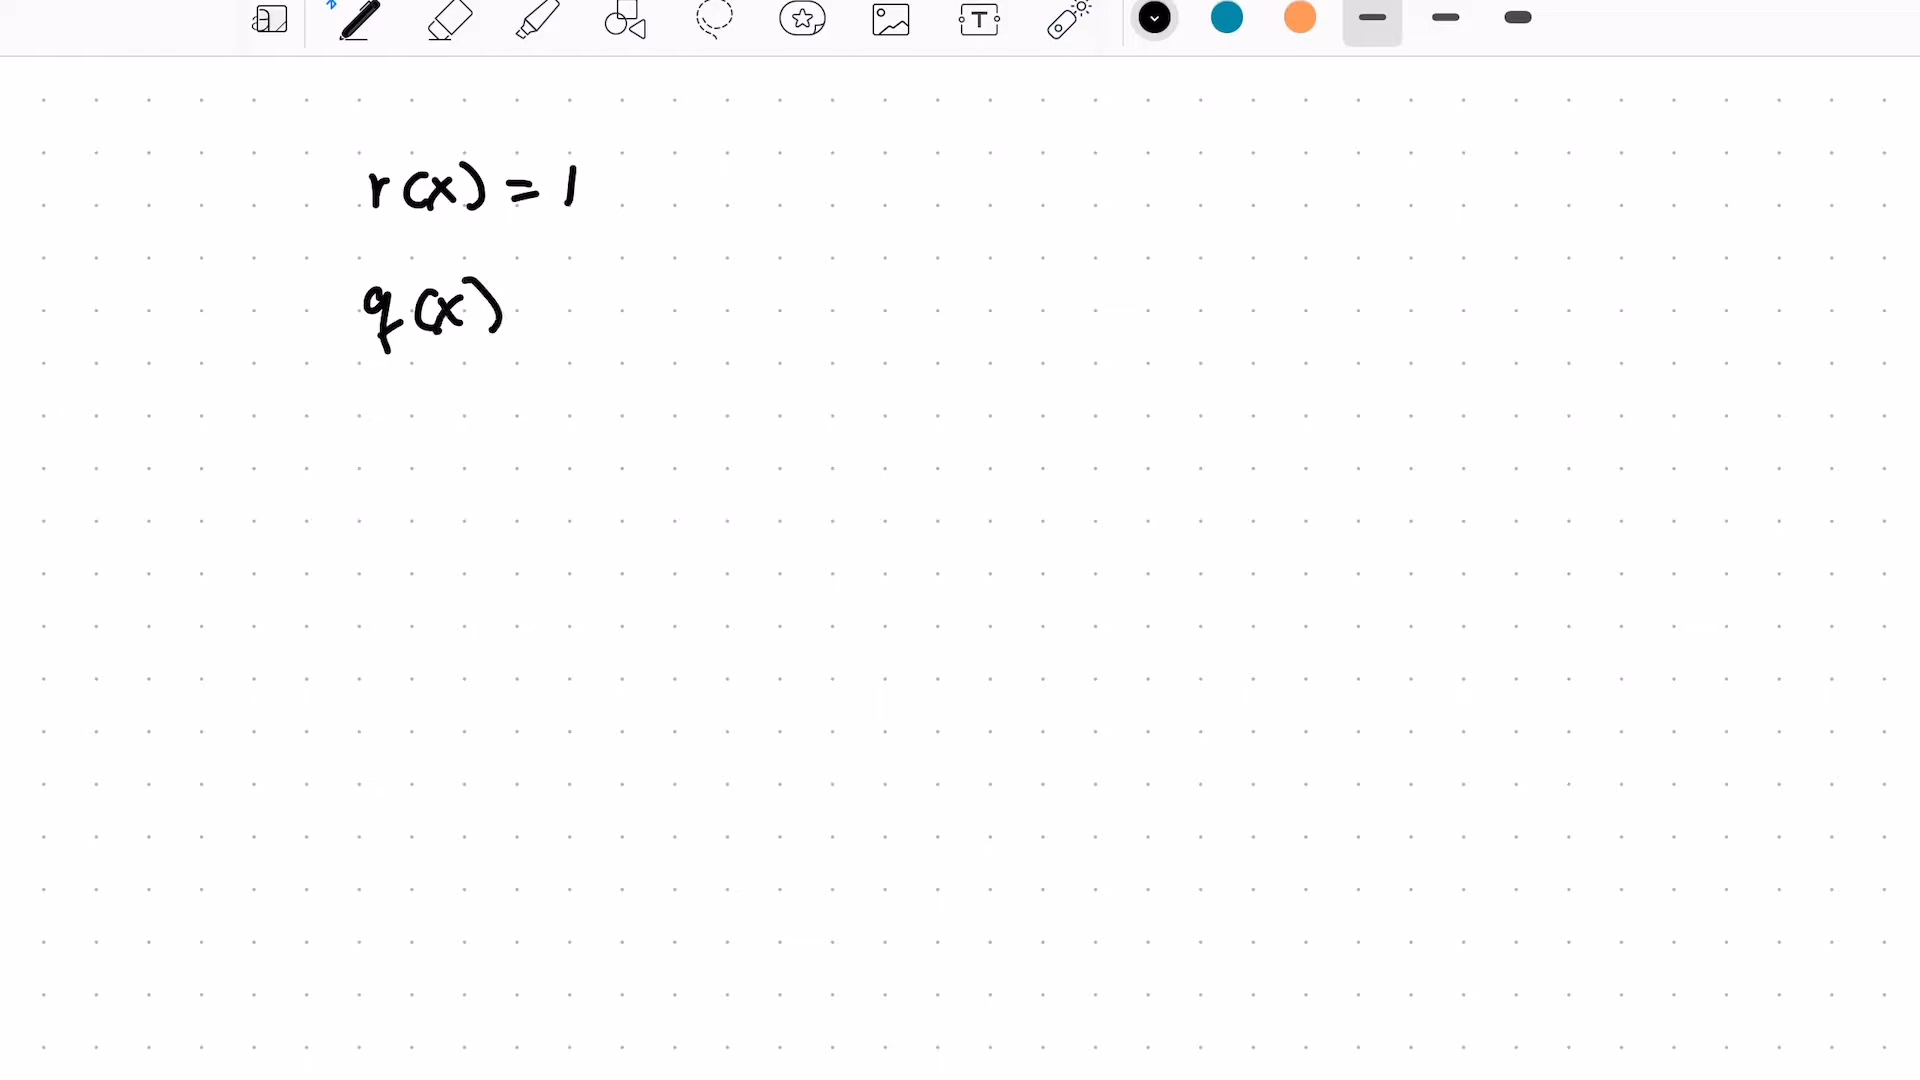 r(x) = 1
q(x)